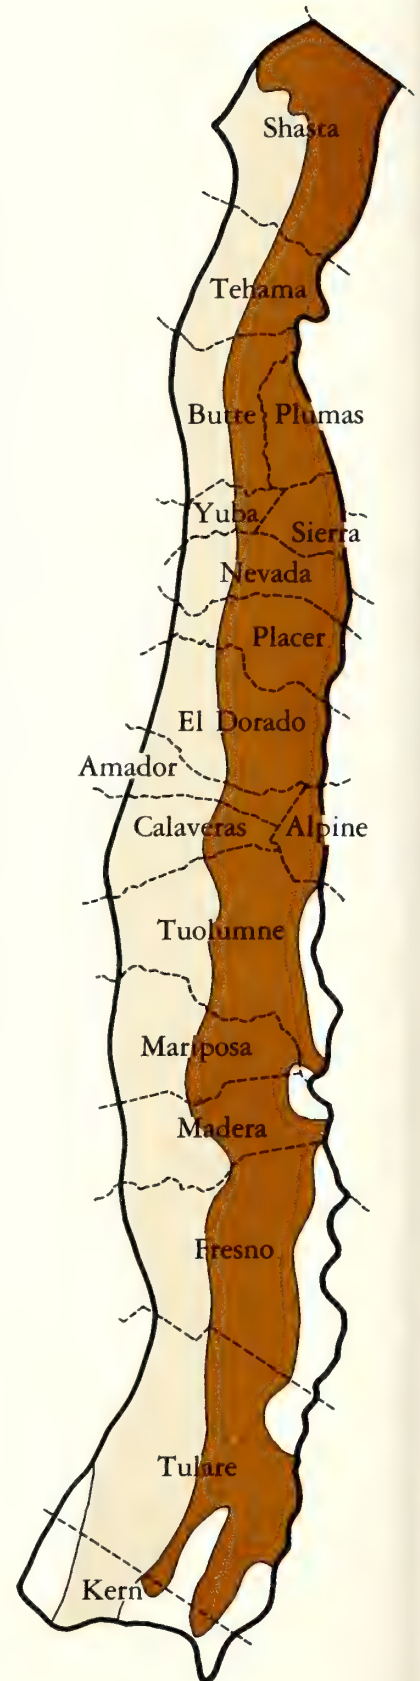 Shasta
Tehama
Butte Plumas
Yuba
Sierra
Nevada
Placer
El Dorado
Amador
Calaveras Alpine
Tuolumne
Mariposa
Madera
Fresno
Tulare
Kern